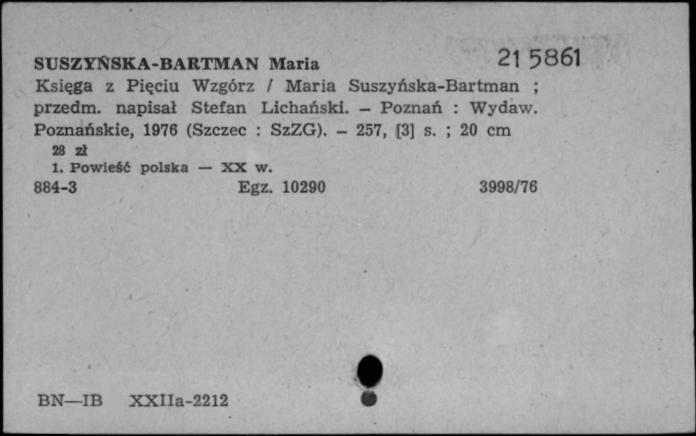 SUSZYŃSKA-BARTMAN Maria 21 5861
Księga z Pięciu Wzgórz / Maria Suszyńska-Bartman ;
przedm. napisał Stefan Lichański. – Poznań : Wydaw.
Poznańskie, 1976 (Szczec : SzZG). – 257, [3] s. ; 20 cm
28 zł
1. Powieść polska — XX w.
884-3 Egz. 10290 3998/76
BN—IB XXIIa-2212